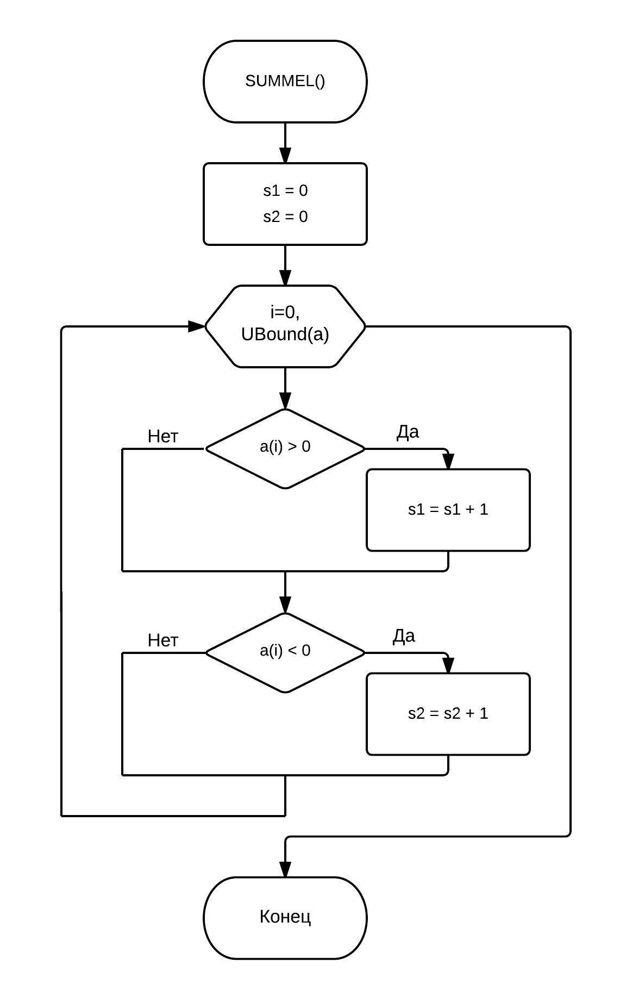 SUMMEL()
s1 = 0
s2 = 0
i=0,
UBound(a)
Нет
a(i) > 0
Да
s1 = s1 + 1
Нет
a(i) < 0
Да
s2 = s2 + 1
Конец